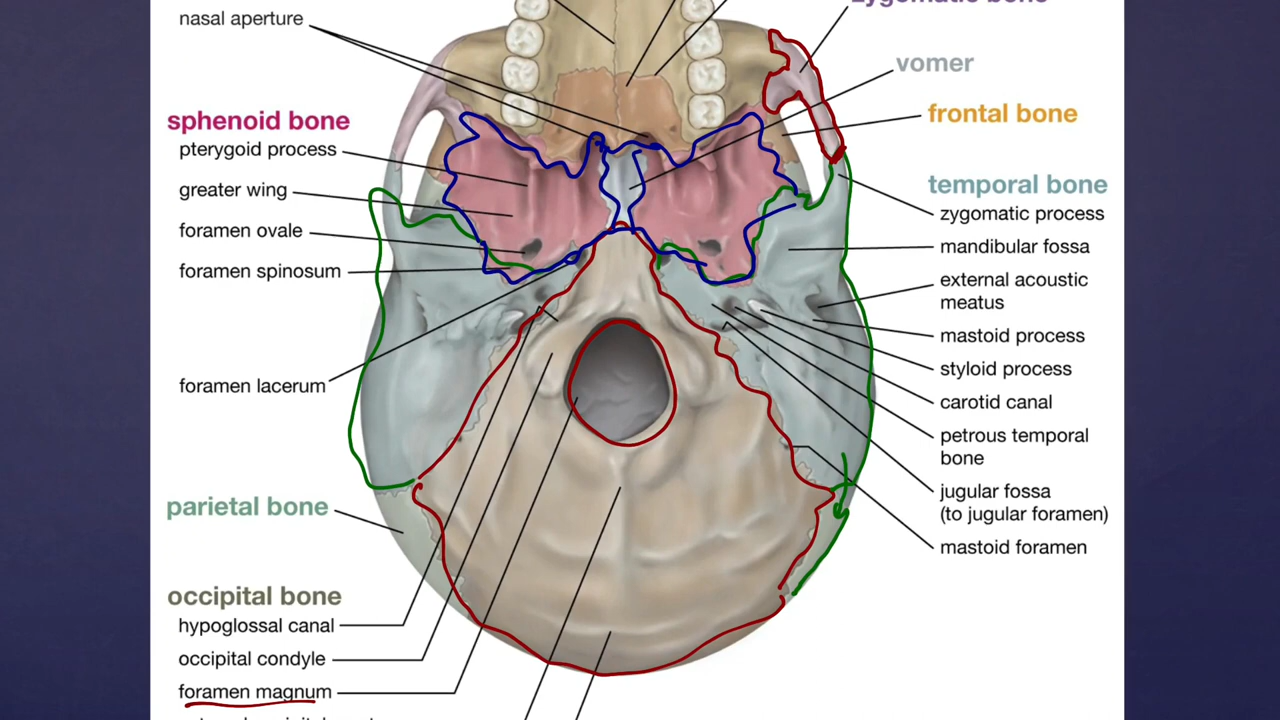 nasal aperture
sphenoid bone
pterygoid process
greater wing
foramen ovale
foramen spinosum
foramen lacerum
parietal bone
occipital bone
hypoglossal canal
occipital condyle
foramen magnum
zygomatic bone
vomer
frontal bone
temporal bone
zygomatic process
mandibular fossa
external acoustic
meatus
mastoid process
styloid process
carotid canal
petrous temporal
bone
jugular fossa
(to jugular foramen)
mastoid foramen